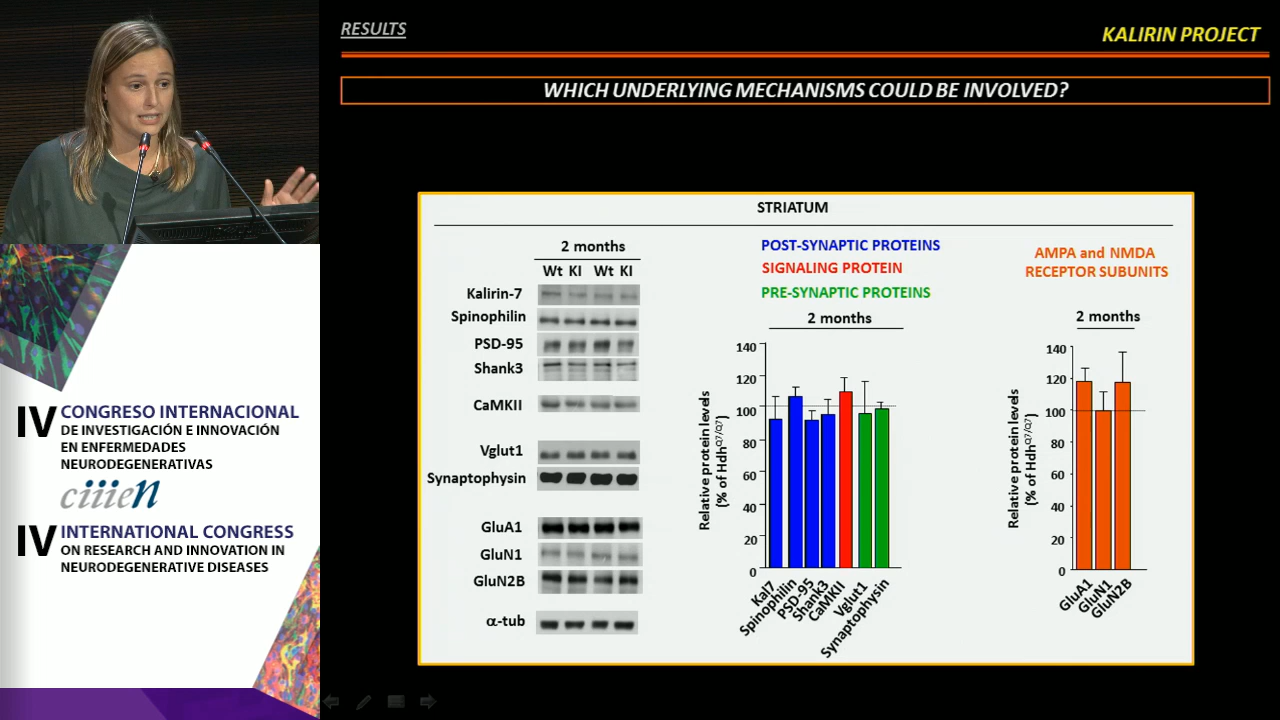 RESULTS
KALIRIN PROJECT
WHICH UNDERLYING MECHANISMS COULD BE INVOLVED?
STRIATUM
2 months
Wt KI Wt KI
Kalirin-7
Spinophilin
PSD-95
Shank3
CaMKII
Vglut1
Synaptophysin
GluA1
GluN1
GluN2B
α-tub
POST-SYNAPTIC PROTEINS
SIGNALING PROTEIN
PRE-SYNAPTIC PROTEINS
2 months
Relative protein levels
(% of Hdh^Q7/Q7)
140
120
100
80
60
40
20
0
Kal7
Spinophilin
PSD-95
Shank3
CaMKII
Vglut1
Synaptophysin
AMPA and NMDA
RECEPTOR SUBUNITS
2 months
Relative protein levels
(% of Hdh^Q7/Q7)
140
120
100
80
60
40
20
0
GluA1
GluN1
GluN2B
IV CONGRESO INTERNACIONAL
DE INVESTIGACIÓN E INNOVACIÓN
EN ENFERMEDADES
NEURODEGENERATIVAS
ciiien
IV INTERNATIONAL CONGRESS
ON RESEARCH AND INNOVATION IN
NEURODEGENERATIVE DISEASES